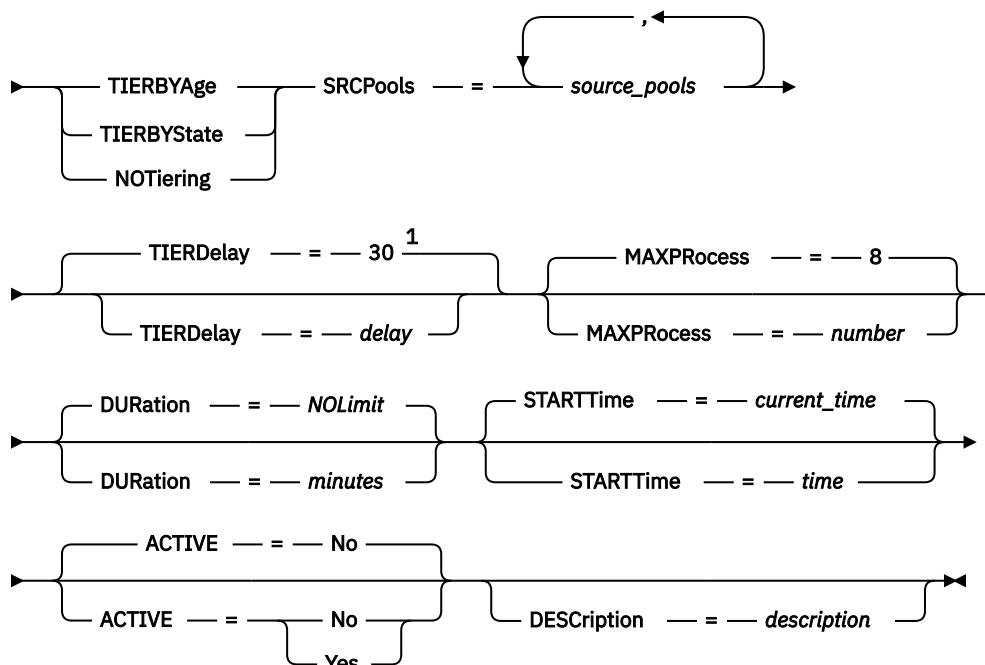 ,
TIERBYAge SRCPools = source_pools
TIERBYState
NOTiering
TIERDelay = 30 1 MAXPRocess = 8
TIERDelay = delay MAXPRocess = number
DURation = NOLimit STARTTime = current_time
DURation = minutes STARTTime = time
ACTIVE = No
ACTIVE = No DESCription = description
Yes